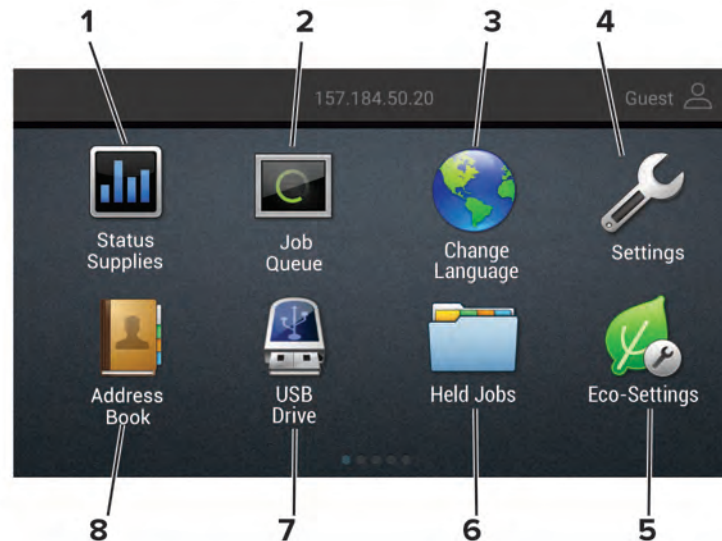 1 2 3 4
157.184.50.20 Guest
Status
Supplies
Job
Queue
Change
Language
Settings
Address
Book
USB
Drive
Held Jobs
Eco-Settings
8 7 6 5